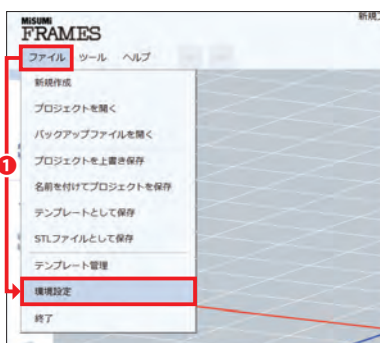 MISUMI
FRAMES
新規
ファイル ツール ヘルプ
新規作成
プロジェクトを開く
バックアップファイルを開く
プロジェクトを上書き保存
1
名前を付けてプロジェクトを保存
テンプレートとして保存
STLファイルとして保存
テンプレート管理
環境設定
終了